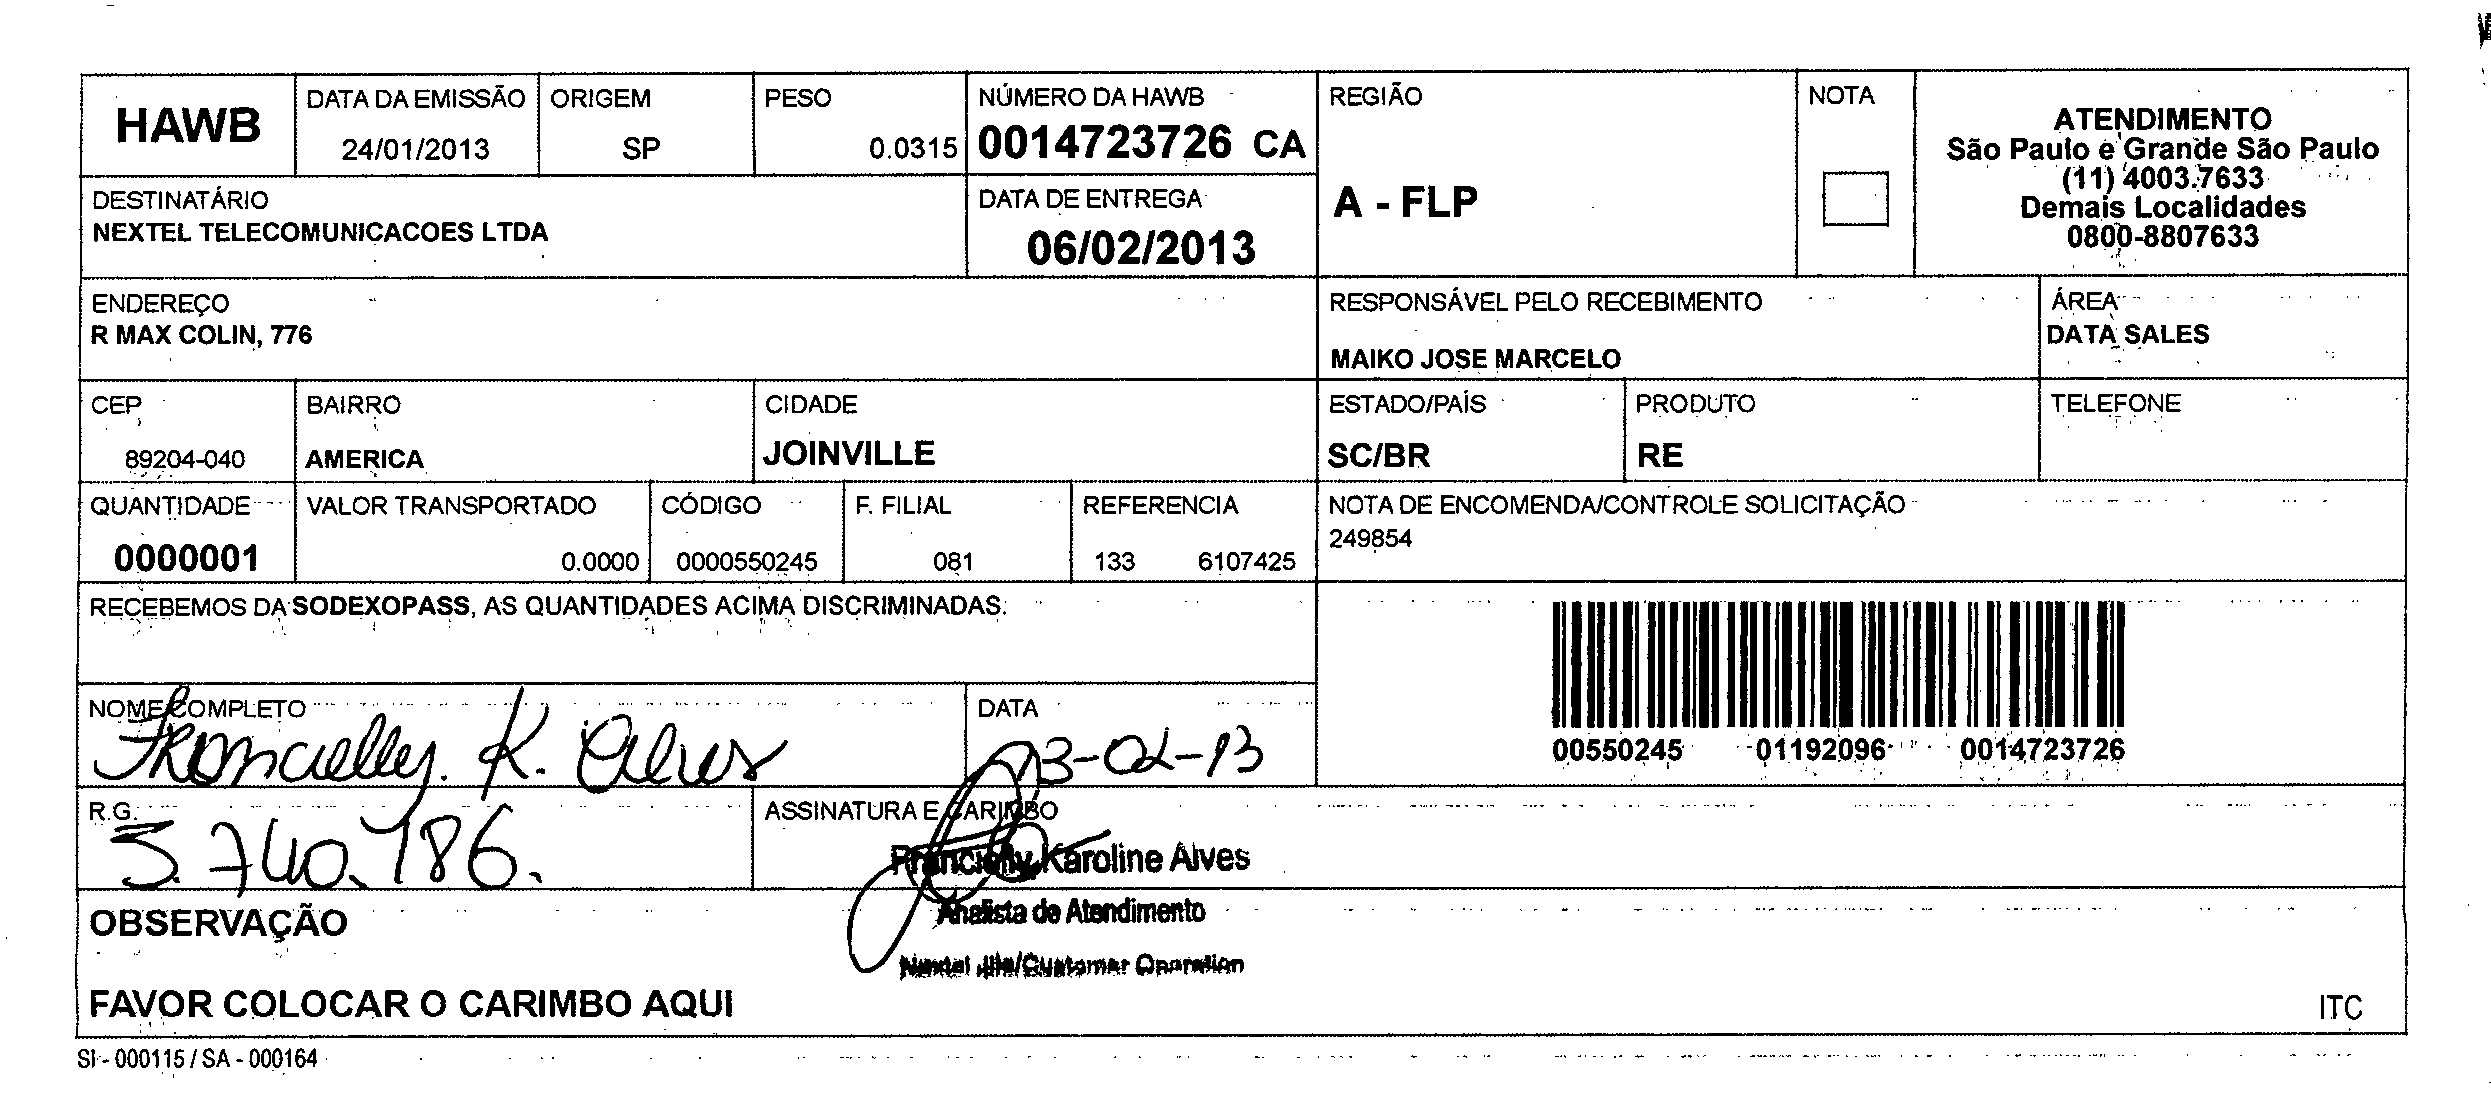 HAWB
DATA DA EMISSÃO
24/01/2013
ORIGEM
SP
PESO
0.0315
NÚMERO DA HAWB
0014723726 CA
REGIÃO
A - FLP
NOTA
ATENDIMENTO
São Paulo e Grande São Paulo
(11) 4003.7633
Demais Localidades
0800-8807633
DESTINATÁRIO
NEXTEL TELECOMUNICACOES LTDA
DATA DE ENTREGA
06/02/2013
ENDEREÇO
R MAX COLIN, 776
RESPONSÁVEL PELO RECEBIMENTO
MAIKO JOSE MARCELO
ÁREA
DATA SALES
CEP
89204-040
BAIRRO
AMERICA
CIDADE
JOINVILLE
ESTADO/PAÍS
SC/BR
PRODUTO
RE
TELEFONE
QUANTIDADE
0000001
VALOR TRANSPORTADO
0.0000
CÓDIGO
0000550245
F. FILIAL
081
REFERENCIA
133 6107425
NOTA DE ENCOMENDA/CONTROLE SOLICITAÇÃO
249854
RECEBEMOS DA SODEXOPASS, AS QUANTIDADES ACIMA DISCRIMINADAS.
00550245 01192096 0014723726
NOME COMPLETO
Francielly. K. Alves
DATA
03-02-13
R.G.
5.740.786.
ASSINATURA E CARIMBO
Francielly Karoline Alves
Analista de Atendimento
Nextel Jlle/Customer Operation
OBSERVAÇÃO
FAVOR COLOCAR O CARIMBO AQUI
ITC
SI - 000115 / SA - 000164